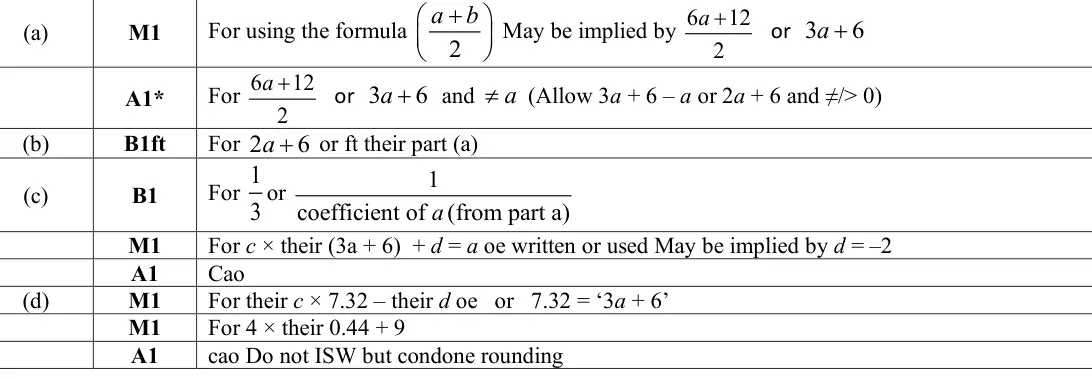 (a) M1 For using the formula ((a + b)/2) May be implied by (6a + 12)/2 or 3a + 6
A1* For (6a + 12)/2 or 3a + 6 and ≠ a (Allow 3a + 6 – a or 2a + 6 and ≠/> 0)
(b) B1ft For 2a + 6 or ft their part (a)
(c) B1 For 1/3 or 1/(coefficient of a (from part a))
M1 For c × their (3a + 6) + d = a oe written or used May be implied by d = –2
A1 Cao
(d) M1 For their c × 7.32 – their d oe or 7.32 = ‘3a + 6’
M1 For 4 × their 0.44 + 9
A1 cao Do not ISW but condone rounding